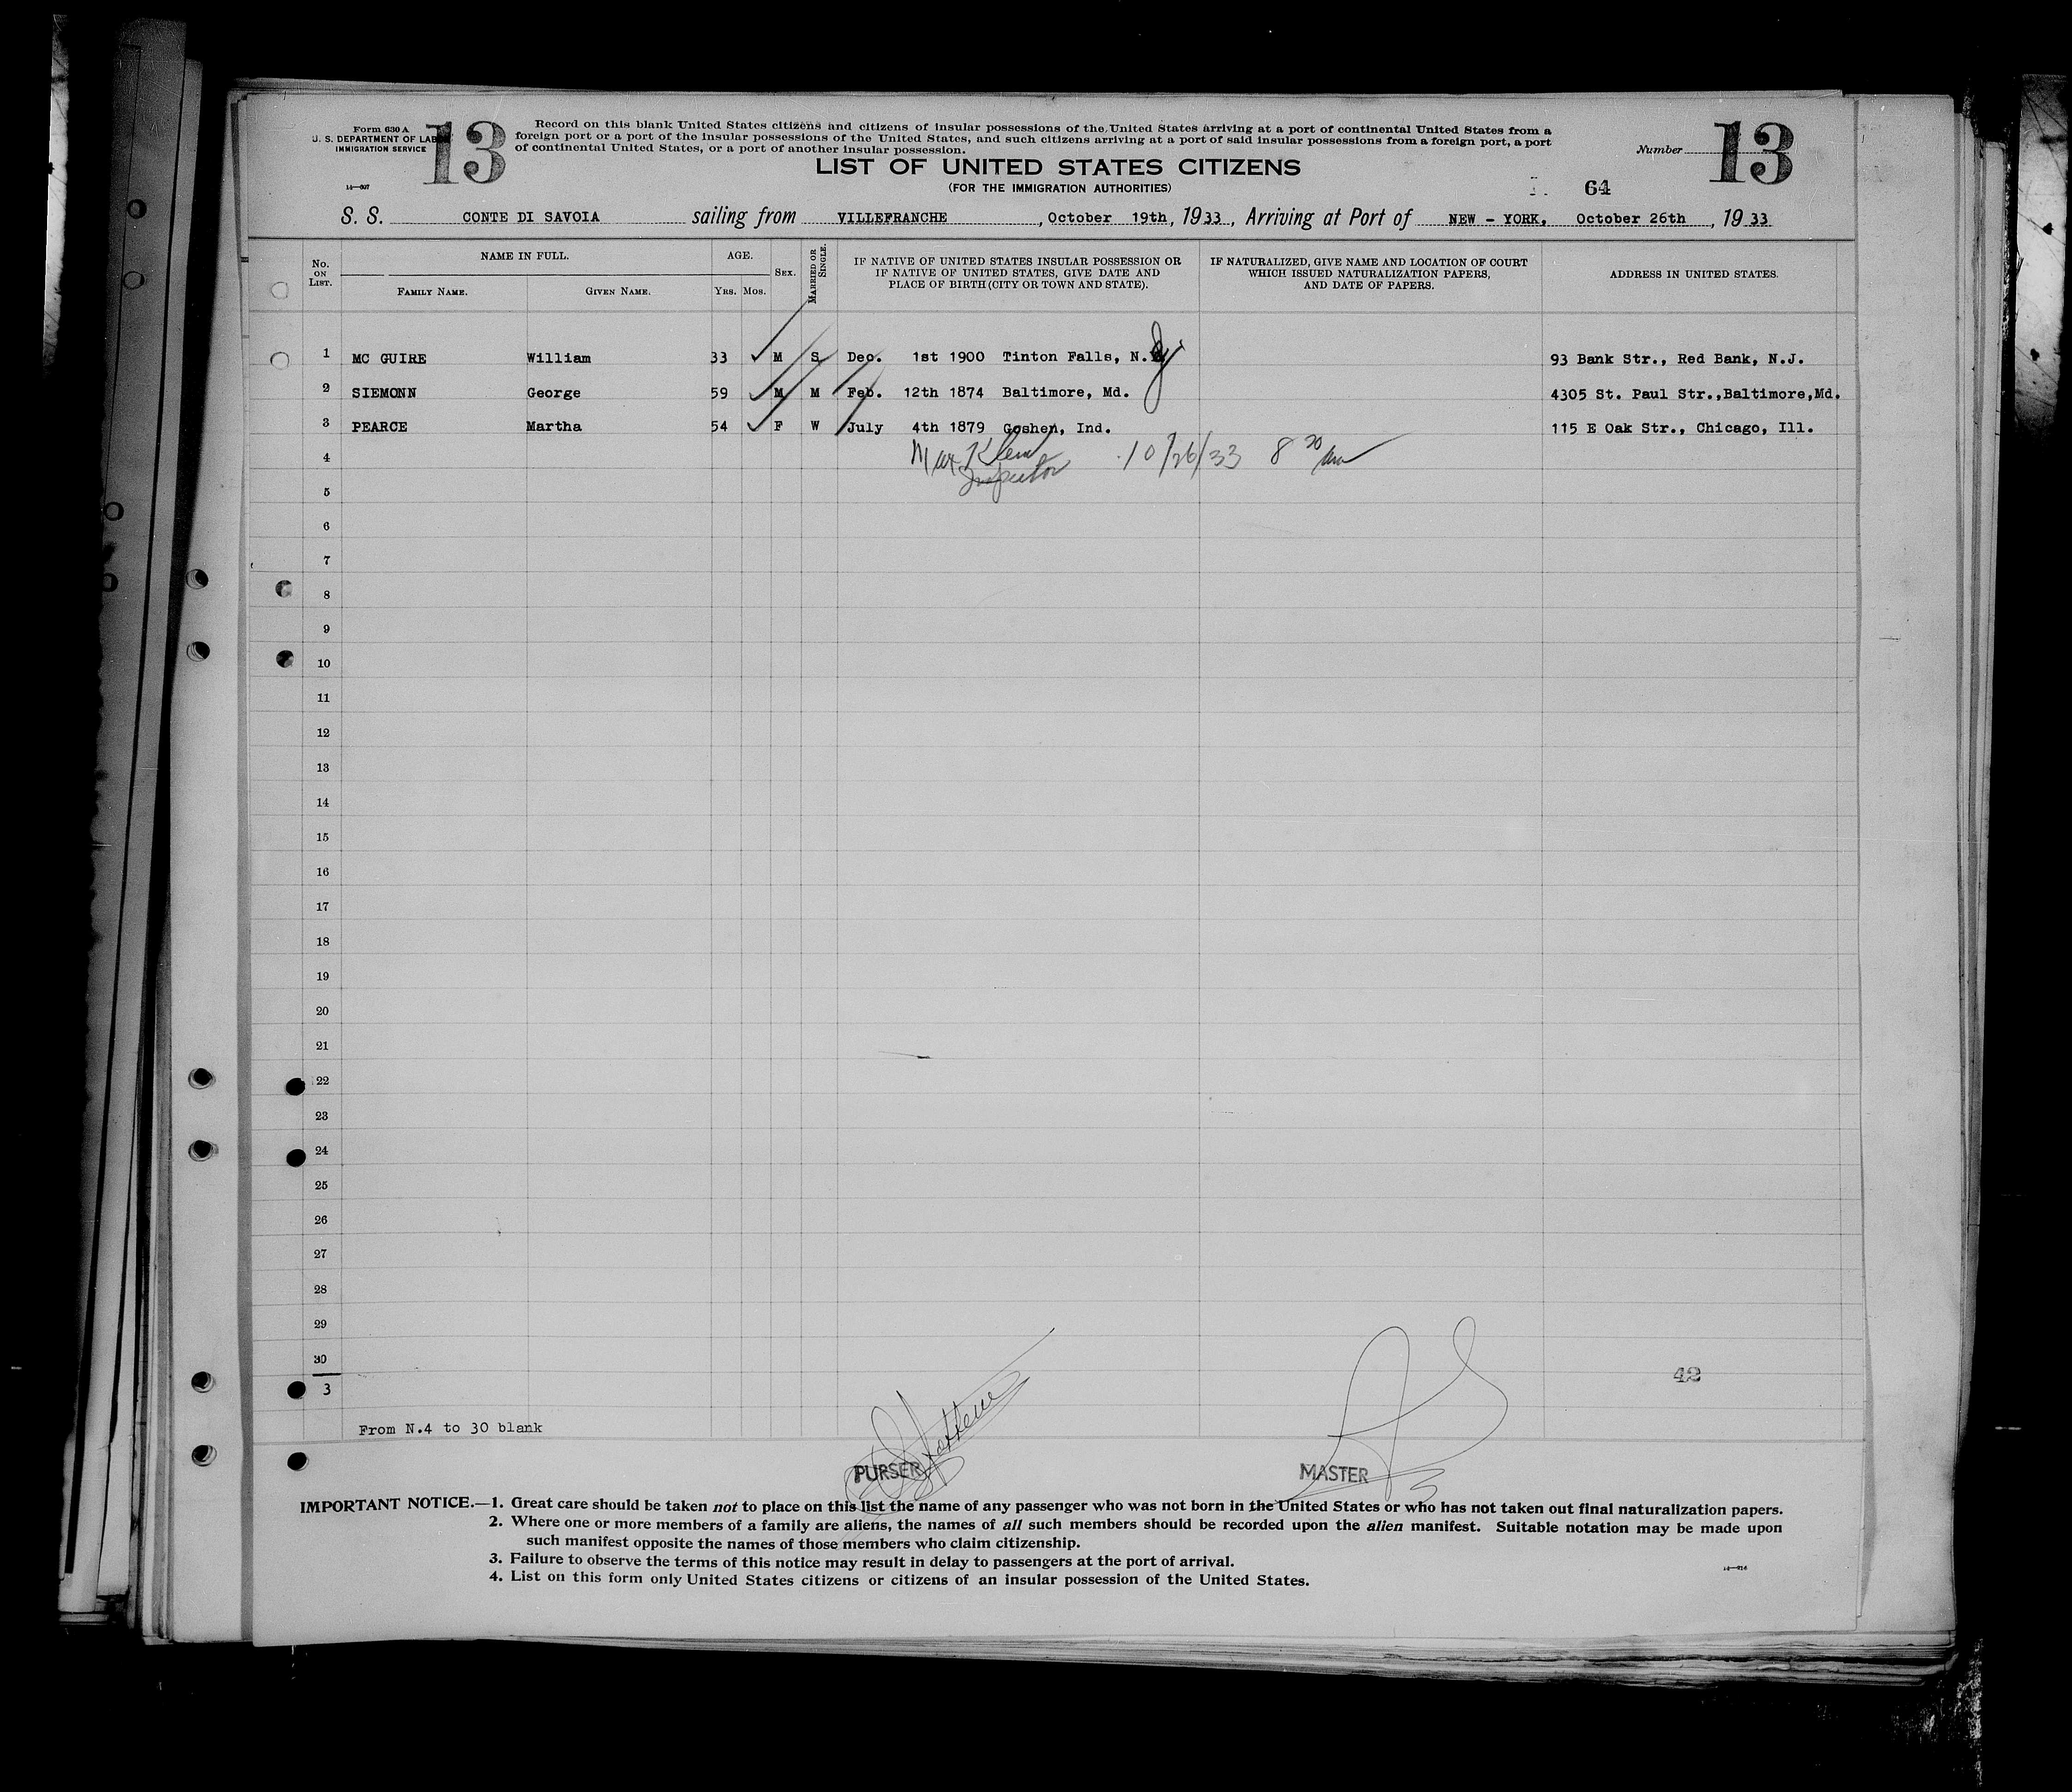 Form 630 A
U. S. DEPARTMENT OF LAB
IMMIGRATION SERVICE
14—607
13
Record on this blank United States citizens and citizens of insular possessions of the United States arriving at a port of continental United States from a
foreign port or a port of the insular possessions of the United States, and such citizens arriving at a port of said insular possessions from a foreign port, a port
of continental United States, or a port of another insular possession.
Number 13
LIST OF UNITED STATES CITIZENS
(FOR THE IMMIGRATION AUTHORITIES)
64
S. S. CONTE DI SAVOIA sailing from VILLEFRANCHE, October 19th, 1933, Arriving at Port of NEW - YORK, October 26th, 1933
No. ON LIST. NAME IN FULL. AGE. SEX. MARRIED OR SINGLE. IF NATIVE OF UNITED STATES INSULAR POSSESSION OR IF NATIVE OF UNITED STATES, GIVE DATE AND PLACE OF BIRTH (CITY OR TOWN AND STATE). IF NATURALIZED, GIVE NAME AND LOCATION OF COURT WHICH ISSUED NATURALIZATION PAPERS, AND DATE OF PAPERS. ADDRESS IN UNITED STATES.
FAMILY NAME. GIVEN NAME. YRS. MOS.
1 MC GUIRE William 33 M S Dec. 1st 1900 Tinton Falls, N. 93 Bank Str., Red Bank, N.J.
2 SIEMONN George 59 M M Feb. 12th 1874 Baltimore, Md. 4305 St. Paul Str.,Baltimore,Md.
3 PEARCE Martha 54 F W July 4th 1879 Goshen, Ind. 115 E Oak Str., Chicago, Ill.
4 Max Klein 10/26/33 8 20 am
Inspector
5
6
7
8
9
10
11
12
13
14
15
16
17
18
19
20
21
22
23
24
25
26
27
28
29
30
3
42
From N.4 to 30 blank
PURSER
MASTER
IMPORTANT NOTICE.—1. Great care should be taken not to place on this list the name of any passenger who was not born in the United States or who has not taken out final naturalization papers.
2. Where one or more members of a family are aliens, the names of all such members should be recorded upon the alien manifest. Suitable notation may be made upon
such manifest opposite the names of those members who claim citizenship.
3. Failure to observe the terms of this notice may result in delay to passengers at the port of arrival.
4. List on this form only United States citizens or citizens of an insular possession of the United States.